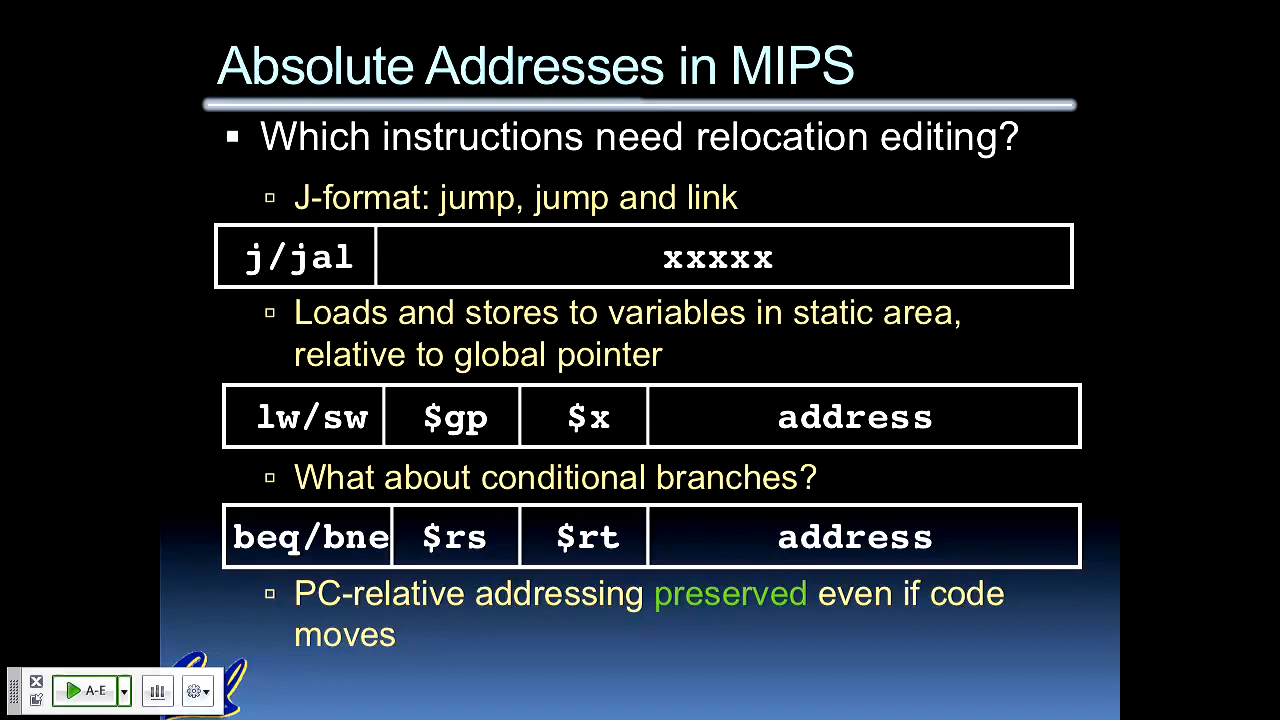 Absolute Addresses in MIPS
Which instructions need relocation editing?
J-format: jump, jump and link
j/jal xxxxx
Loads and stores to variables in static area,
relative to global pointer
lw/sw $gp $x address
What about conditional branches?
beq/bne $rs $rt address
PC-relative addressing preserved even if code
moves
A-E